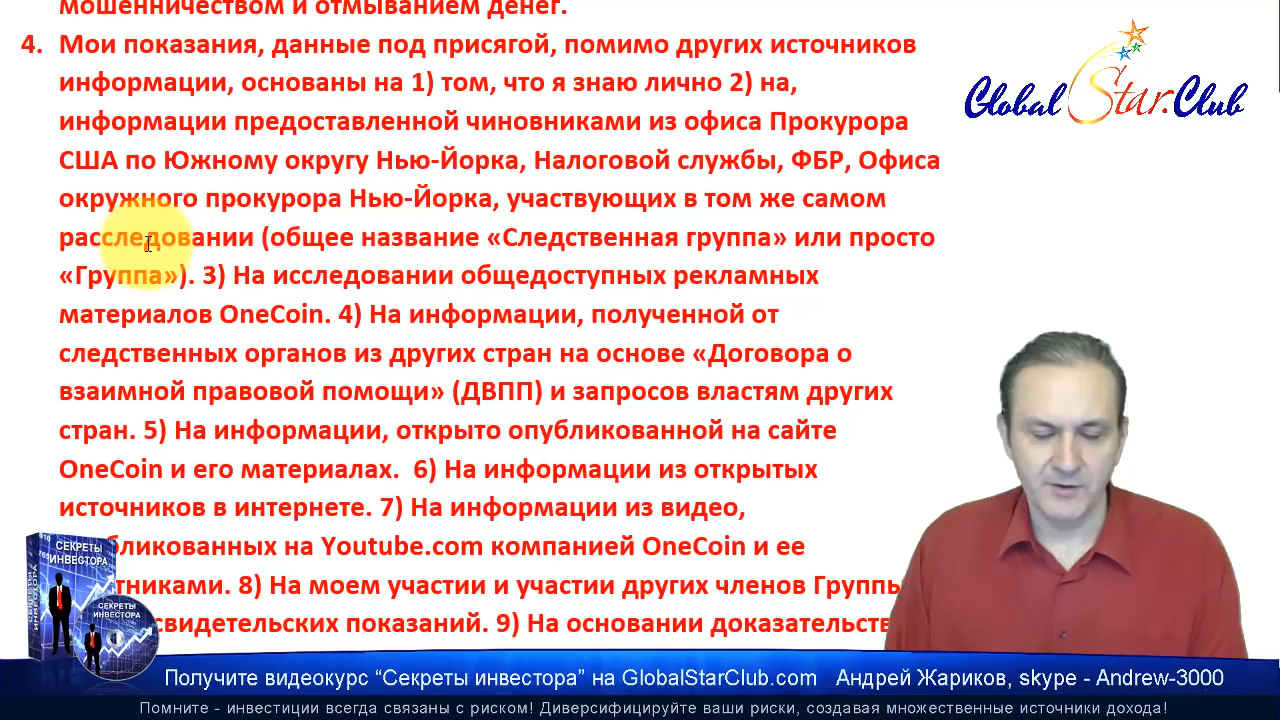 мошенничеством и отмыванием денег.
4. Мои показания, данные под присягой, помимо других источников
информации, основаны на 1) том, что я знаю лично 2) на,
информации предоставленной чиновниками из офиса Прокурора
США по Южному округу Нью-Йорка, Налоговой службы, ФБР, Офиса
окружного прокурора Нью-Йорка, участвующих в том же самом
расследовании (общее название «Следственная группа» или просто
«Группа»). 3) На исследовании общедоступных рекламных
материалов OneCoin. 4) На информации, полученной от
следственных органов из других стран на основе «Договора о
взаимной правовой помощи» (ДВПП) и запросов властям других
стран. 5) На информации, открыто опубликованной на сайте
OneCoin и его материалах. 6) На информации из открытых
источников в интернете. 7) На информации из видео,
бликованных на Youtube.com компанией OneCoin и ее
тниками. 8) На моем участии и участии других членов Группы
свидетельских показаний. 9) На основании доказательств
Global Star.Club
СЕКРЕТЫ
ИНВЕСТОРА
СЕКРЕТЫ
ИНВЕСТОРА
Получите видеокурс “Секреты инвестора” на GlobalStarClub.com Андрей Жариков, skype - Andrew-3000
Помните - инвестиции всегда связаны с риском! Диверсифицируйте ваши риски, создавая множественные источники дохода!